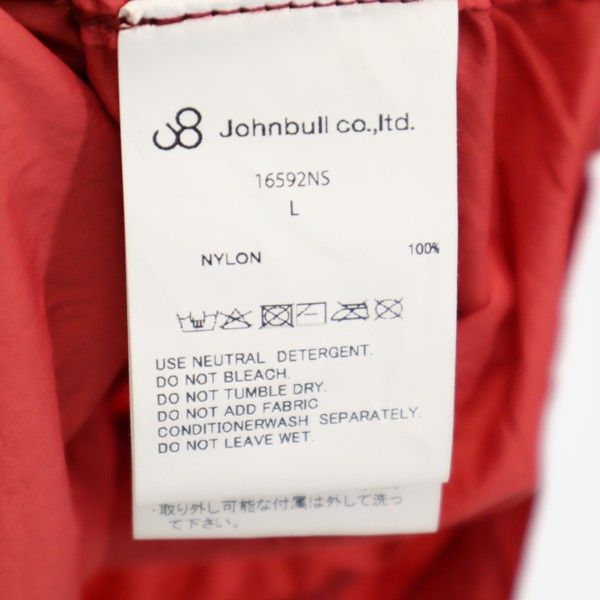 Johnbull co.,ltd.
16592NS
L
NYLON 100%
USE NEUTRAL DETERGENT.
DO NOT BLEACH.
DO NOT TUMBLE DRY.
DO NOT ADD FABRIC
CONDITIONERWASH SEPARATELY.
DO NOT LEAVE WET.
・取り外し可能な付属は外して洗っ
て下さい。